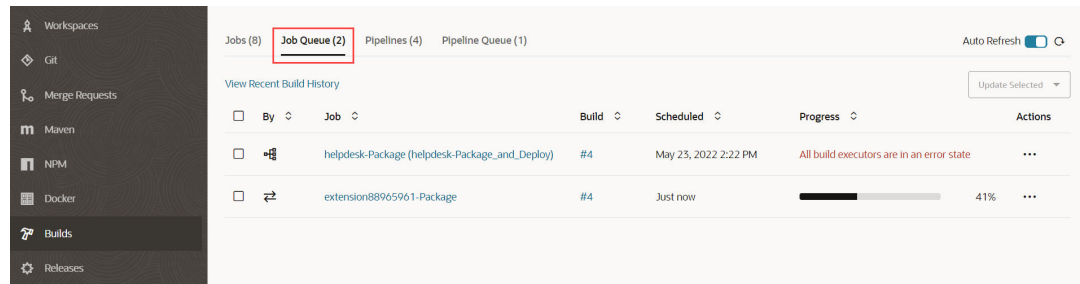 Workspaces
Git
Merge Requests
Maven
NPM
Docker
Builds
Releases
Jobs (8) Job Queue (2) Pipelines (4) Pipeline Queue (1) Auto Refresh
View Recent Build History Update Selected
By Job Build Scheduled Progress Actions
helpdesk-Package (helpdesk-Package_and_Deploy) #4 May 23, 2022 2:22 PM All build executors are in an error state
extension88965961-Package #4 Just now 41%